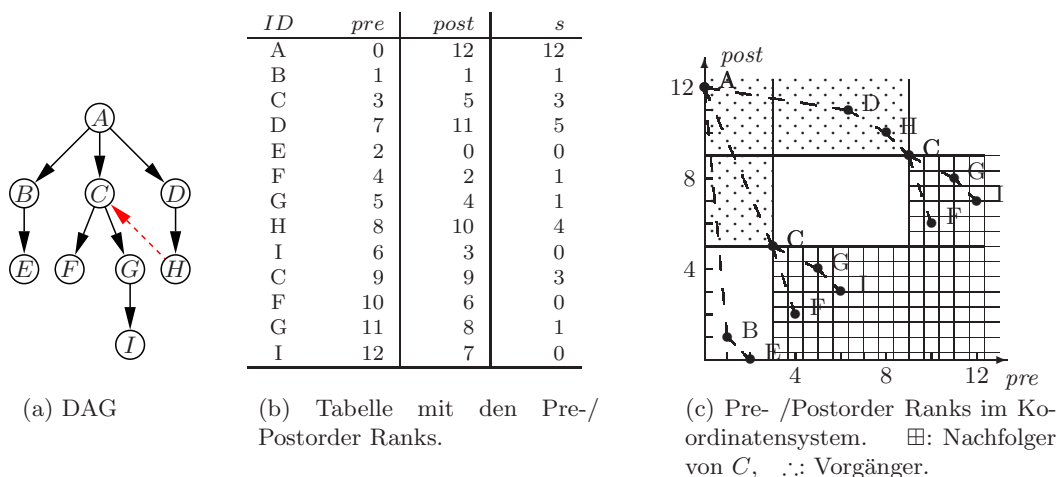 A
B
C
D
E
F
G
H
I
(a) DAG
ID pre post s
A 0 12 12
B 1 1 1
C 3 5 3
D 7 11 5
E 2 0 0
F 4 2 1
G 5 4 1
H 8 10 4
I 6 3 0
C 9 9 3
F 10 6 0
G 11 8 1
I 12 7 0
(b) Tabelle mit den Pre-/
Postorder Ranks.
post
12
A
D
H
C
8
G
I
F
C
4
G
I
F
B
E
4 8 12
pre
(c) Pre- /Postorder Ranks im Ko-
ordinatensystem. ⊞: Nachfolger
von C, ∴: Vorgänger.